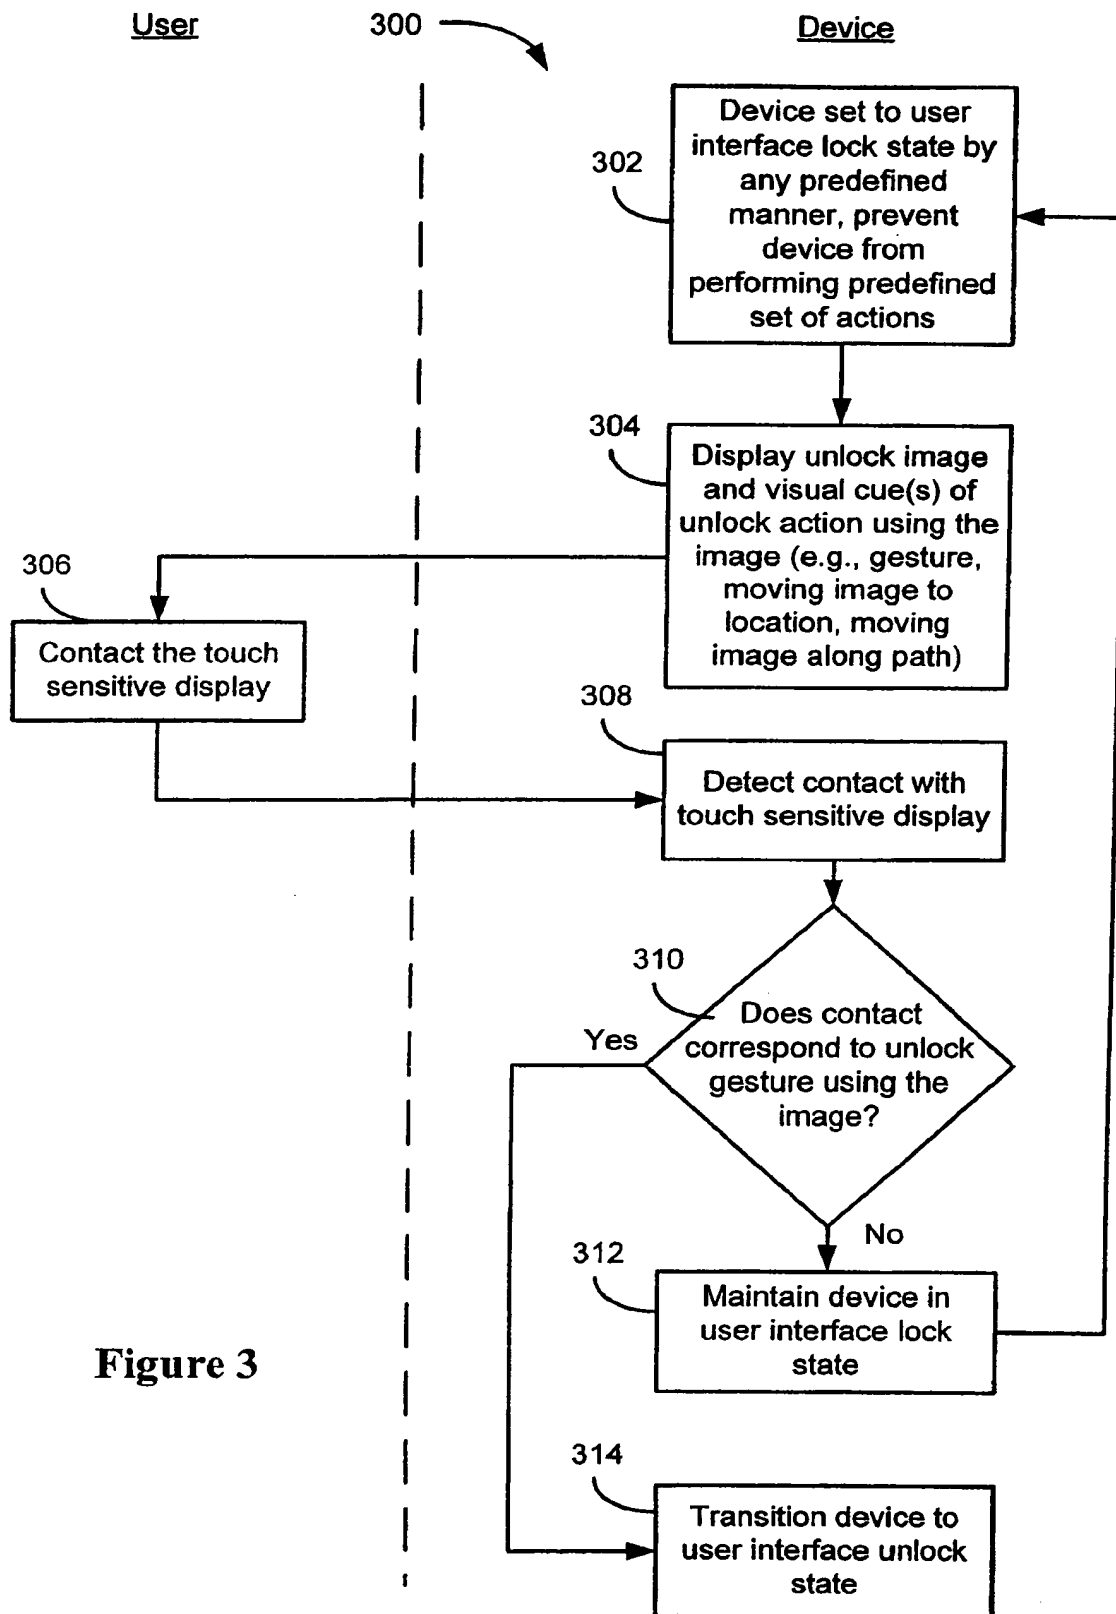 User
300
Device
302
Device set to user
interface lock state by
any predefined
manner, prevent
device from
performing predefined
set of actions
304
Display unlock image
and visual cue(s) of
unlock action using the
image (e.g., gesture,
moving image to
location, moving
image along path)
306
Contact the touch
sensitive display
308
Detect contact with
touch sensitive display
310
Does contact
correspond to unlock
gesture using the
image?
Yes
No
312
Maintain device in
user interface lock
state
Figure 3
314
Transition device to
user interface unlock
state